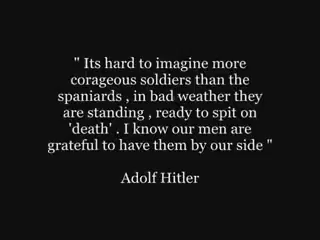 " Its hard to imagine more
corageous soldiers than the
spaniards , in bad weather they
are standing , ready to spit on
'death' . I know our men are
grateful to have them by our side "
Adolf Hitler